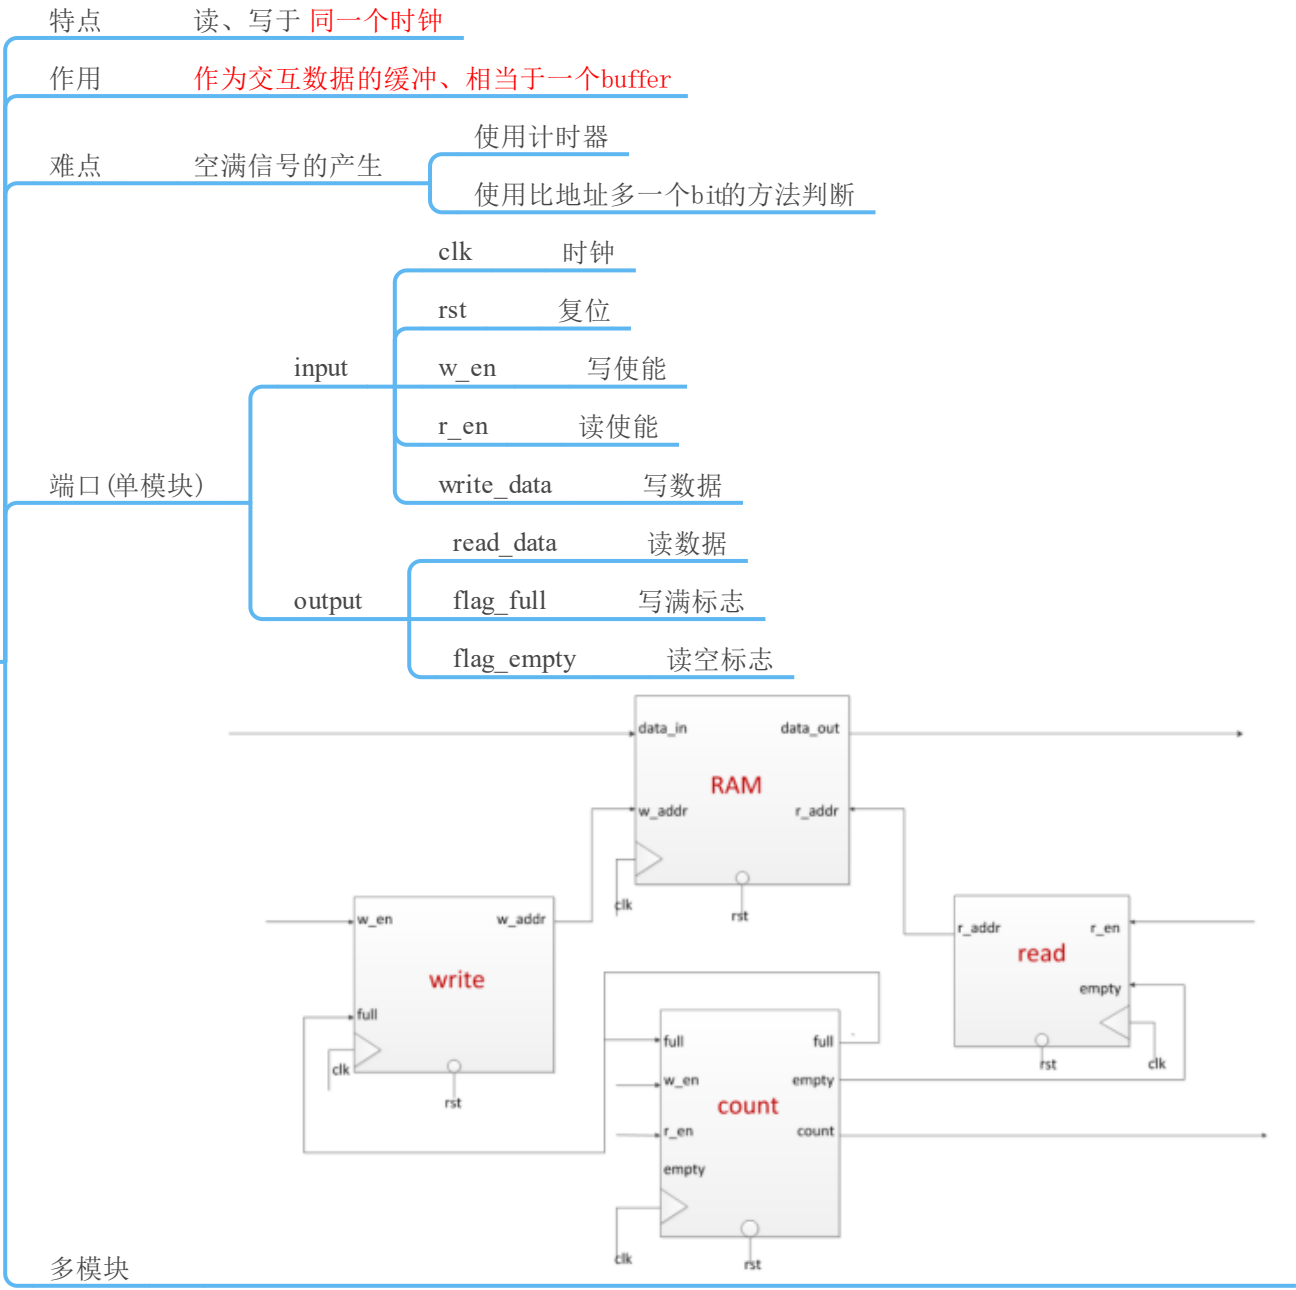 特点 读、写于 同一个时钟
作用 作为交互数据的缓冲、相当于一个buffer
使用计时器
难点 空满信号的产生
使用比地址多一个bit的方法判断
clk 时钟
rst 复位
input w_en 写使能
r_en 读使能
端口(单模块) write_data 写数据
read_data 读数据
output flag_full 写满标志
flag_empty 读空标志
data_in data_out
RAM
w_addr r_addr
clk
rst
w_en w_addr
write
full
clk
rst
r_addr r_en
read
empty
rst clk
full full
w_en empty
count
r_en count
empty
clk
rst
多模块